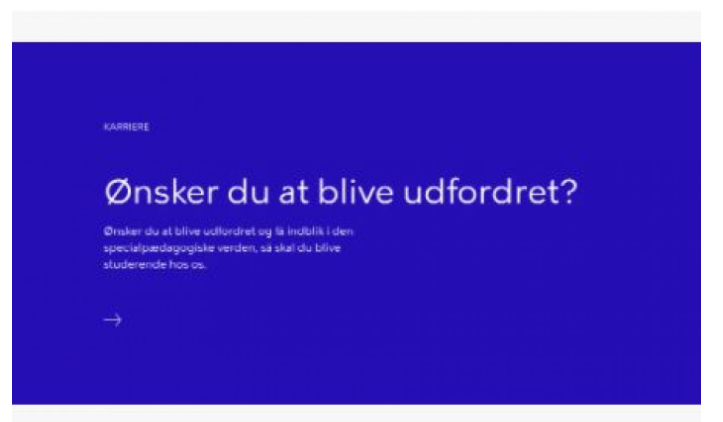 KARRIERE
Ønsker du at blive udfordret?
Ønsker du at blive udfordret og få indblik i den
specialpædagogiske verden, så skal du blive
studerende hos os.
→